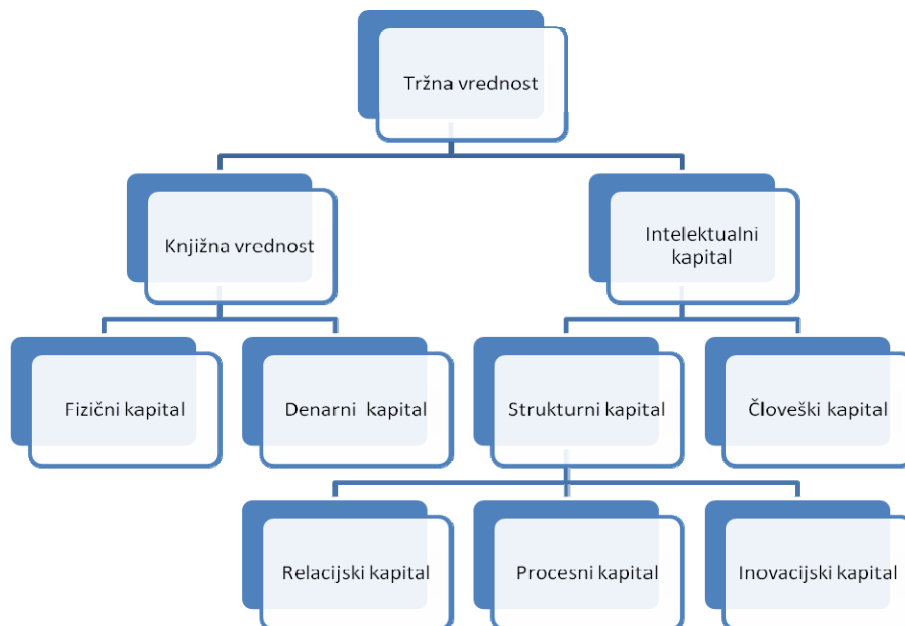 Tržna vrednost
Knjižna vrednost
Intelektualni
kapital
Fizični kapital
Denarni kapital
Strukturni kapital
Človeški kapital
Relacijski kapital
Procesni kapital
Inovacijski kapital